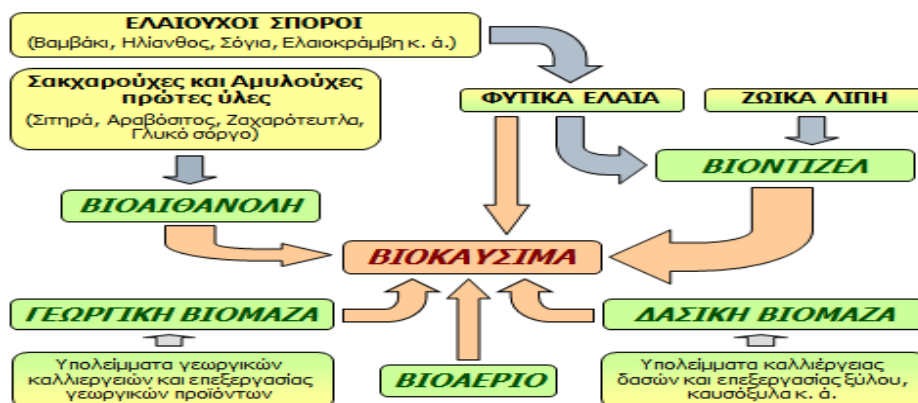 ΕΛΑΙΟΥΧΟΙ ΣΠΟΡΟΙ
(Βαμβάκι, Ηλίανθος, Σόγια, Ελαιοκράμβη κ. ά.)
Σακχαρούχες και Αμυλούχες
πρώτες ύλες
(Σιτηρά, Αραβόσιτος, Ζαχαρότευτλα,
Γλυκό σόργο)
ΦΥΤΙΚΑ ΕΛΑΙΑ
ΖΩΙΚΑ ΛΙΠΗ
ΒΙΟΝΤΙΖΕΛ
ΒΙΟΑΙΘΑΝΟΛΗ
ΒΙΟΚΑΥΣΙΜΑ
ΓΕΩΡΓΙΚΗ ΒΙΟΜΑΖΑ
ΔΑΣΙΚΗ ΒΙΟΜΑΖΑ
Υπολείμματα γεωργικών
καλλιεργειών και επεξεργασίας
γεωργικών προϊόντων
ΒΙΟΑΕΡΙΟ
Υπολείμματα καλλιέργειας
δασών και επεξεργασίας ξύλου,
καυσόξυλα κ. ά.